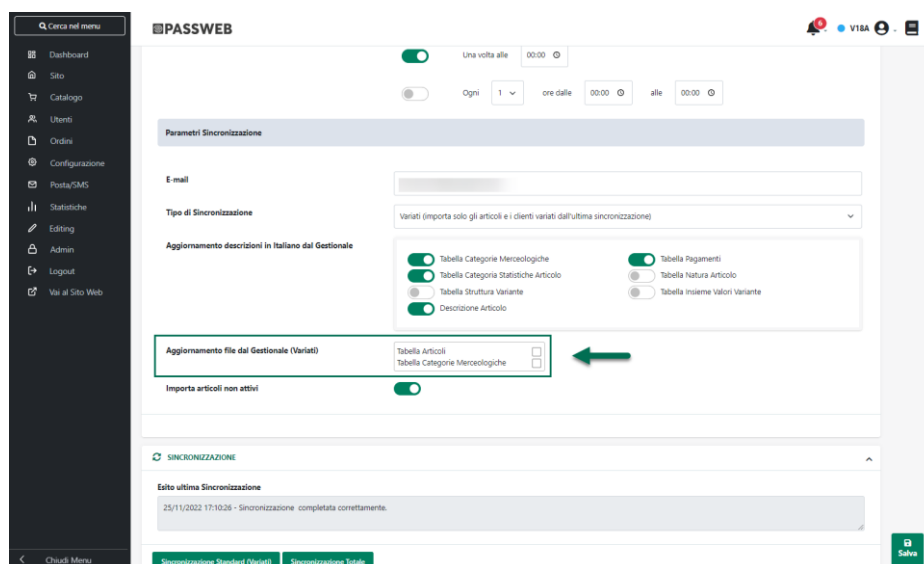 Cerca nel menu
PASSWEB
6
V18A
Dashboard
Sito
Catalogo
Utenti
Ordini
Configurazione
Posta/SMS
Statistiche
Editing
Admin
Logout
Vai al Sito Web
Chiudi Menu
Una volta alle 00:00
Ogni 1 ore dalle 00:00 alle 00:00
Parametri Sincronizzazione
E-mail
Tipo di Sincronizzazione
Variati (importa solo gli articoli e i clienti variati dall'ultima sincronizzazione)
Aggiornamento descrizioni in Italiano dal Gestionale
Tabella Categorie Merceologiche
Tabella Pagamenti
Tabella Categoria Statistiche Articolo
Tabella Natura Articolo
Tabella Struttura Variante
Tabella Insieme Valori Variante
Descrizione Articolo
Aggiornamento file dal Gestionale (Variati)
Tabella Articoli
Tabella Categorie Merceologiche
Importa articoli non attivi
SINCRONIZZAZIONE
Esito ultima Sincronizzazione
25/11/2022 17:10:26 - Sincronizzazione completata correttamente.
Sincronizzazione Standard (Variati)
Sincronizzazione Totale
Salva